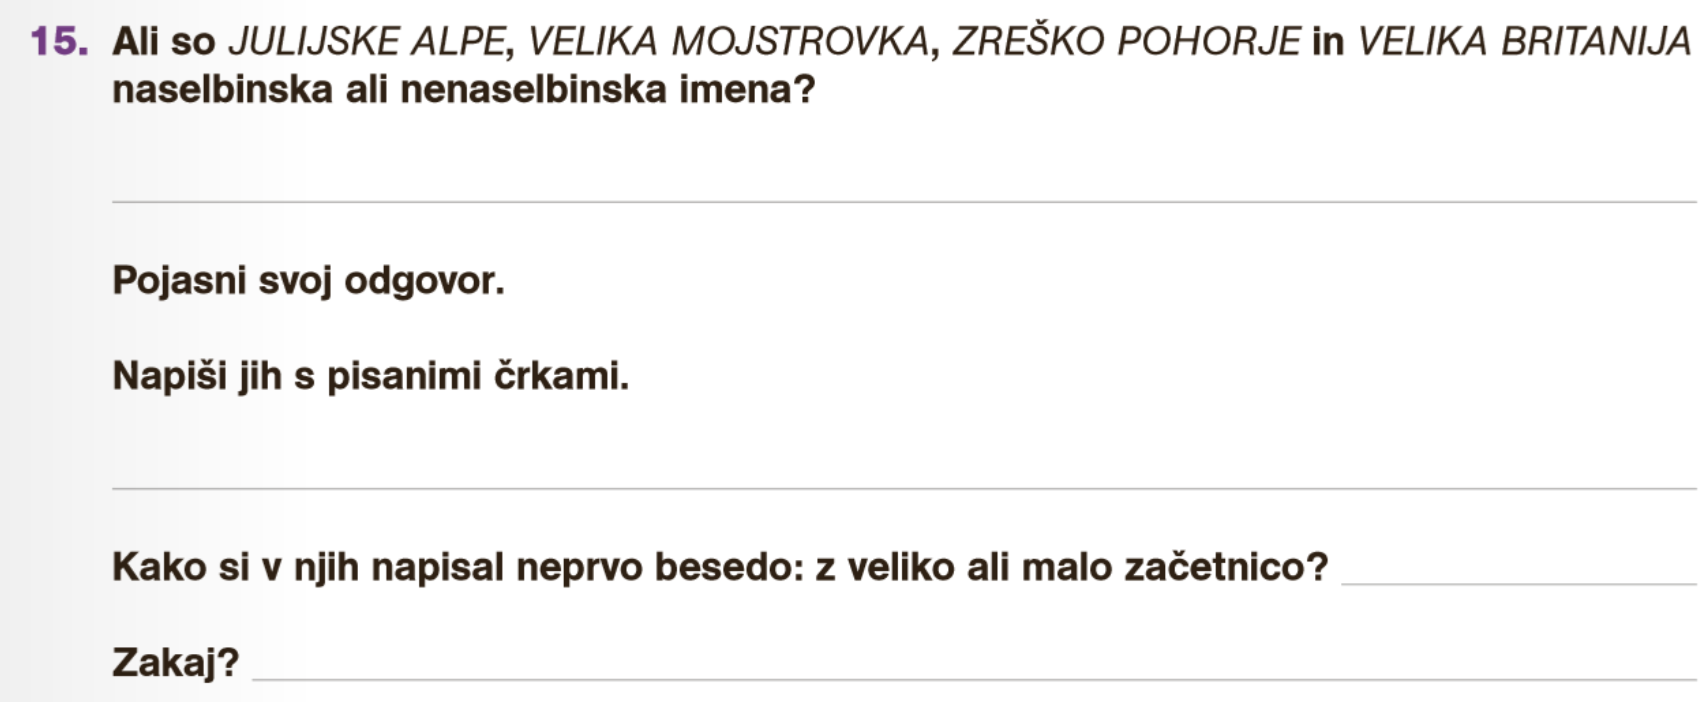 15. Ali so JULIJSKE ALPE, VELIKA MOJSTROVKA, ZREŠKO POHORJE in VELIKA BRITANIJA
naselbinska ali nenaselbinska imena?
Pojasni svoj odgovor.
Napiši jih s pisanimi črkami.
Kako si v njih napisal neprvo besedo: z veliko ali malo začetnico?
Zakaj?